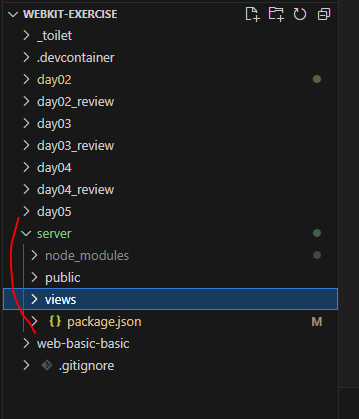 WEBKIT-EXERCISE
_toilet
.devcontainer
day02
day02_review
day03
day03_review
day04
day04_review
day05
server
node_modules
public
views
{} package.json M
web-basic-basic
.gitignore